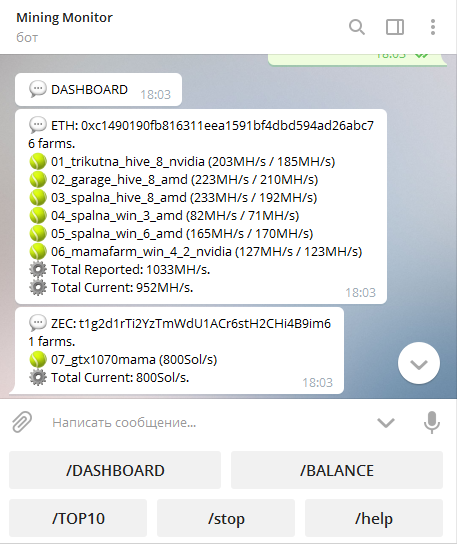 Mining Monitor
бот
18:03
DASHBOARD
18:03
ETH: 0xc1490190fb816311eea1591bf4dbd594ad26abc7
6 farms.
01_trikutna_hive_8_nvidia (203MH/s / 185MH/s)
02_garage_hive_8_amd (223MH/s / 210MH/s)
03_spalna_hive_8_amd (233MH/s / 192MH/s)
04_spalna_win_3_amd (82MH/s / 71MH/s)
05_spalna_win_6_amd (165MH/s / 170MH/s)
06_mamafarm_win_4_2_nvidia (127MH/s / 123MH/s)
Total Reported: 1033MH/s.
Total Current: 952MH/s.
18:03
ZEC: t1g2d1rTi2YzTmWdU1ACr6stH2CHi4B9im6
1 farms.
07_gtx1070mama (800Sol/s)
Total Current: 800Sol/s.
18:03
Написать сообщение...
/DASHBOARD
/BALANCE
/TOP10
/stop
/help